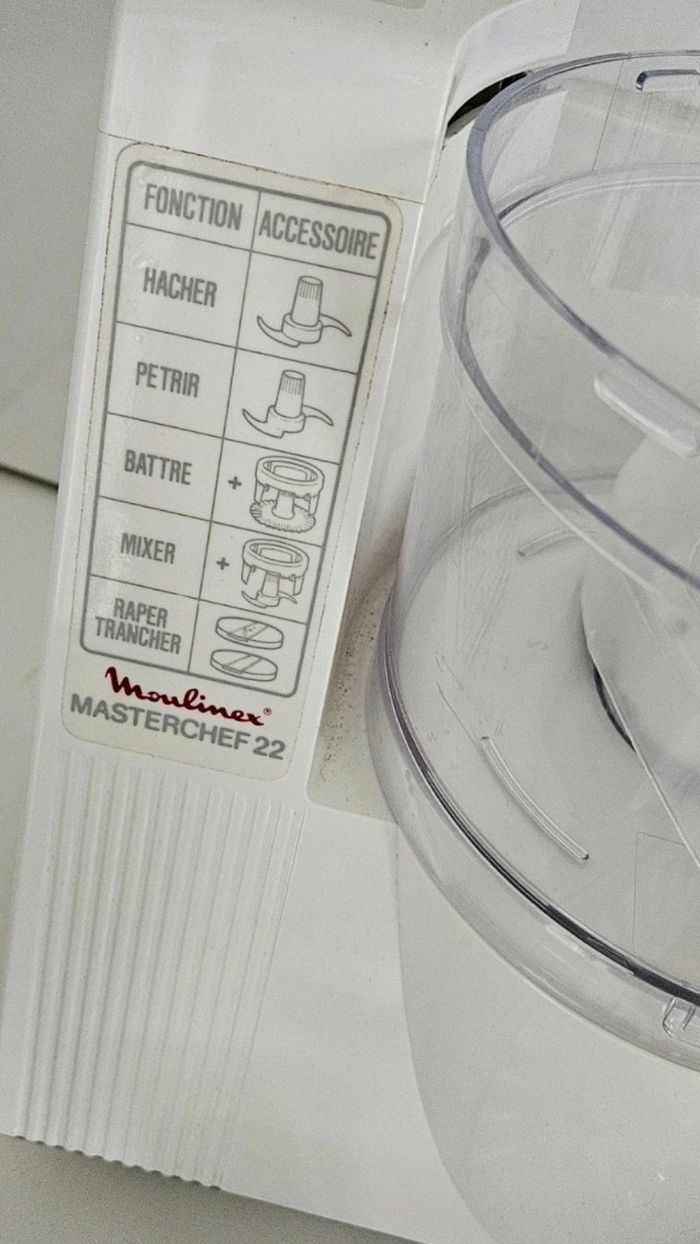 FONCTION ACCESSOIRE
HACHER
PETRIR
BATTRE +
MIXER +
RAPER
TRANCHER
Moulinex®
MASTERCHEF 22